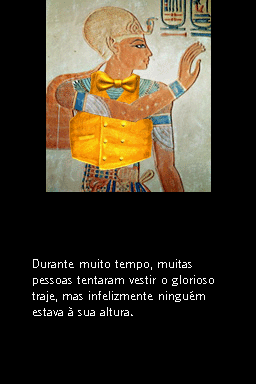 Durante muito tempo, muitas
pessoas tentaram vestir o glorioso
traje, mas infelizmente ninguém
estava à sua altura.